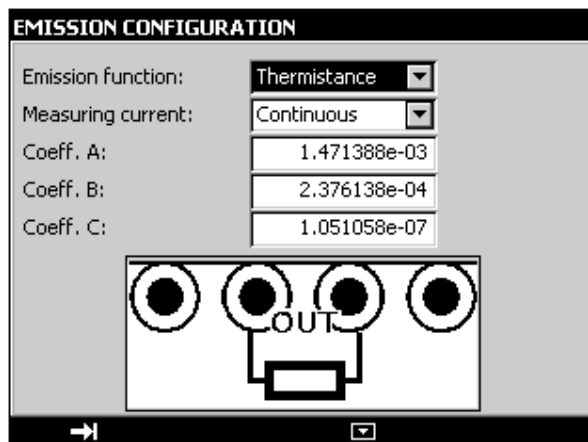 EMISSION CONFIGURATION
Emission function: Thermistance
Measuring current: Continuous
Coeff. A: 1.471388e-03
Coeff. B: 2.376138e-04
Coeff. C: 1.051058e-07
OUT